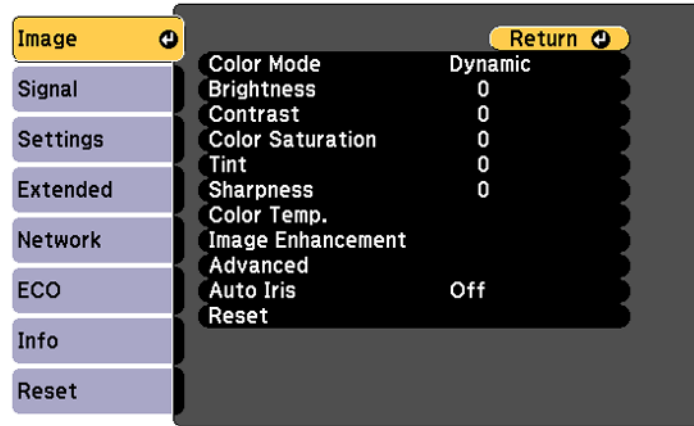 Image
Signal
Settings
Extended
Network
ECO
Info
Reset
Return
Color Mode Dynamic
Brightness 0
Contrast 0
Color Saturation 0
Tint 0
Sharpness 0
Color Temp.
Image Enhancement
Advanced
Auto Iris Off
Reset